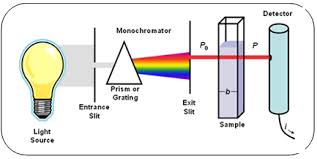 Detector
Monochromator
P0
P
b
Prism or
Grating
Entrance
Slit
Exit
Slit
Sample
Light
Source